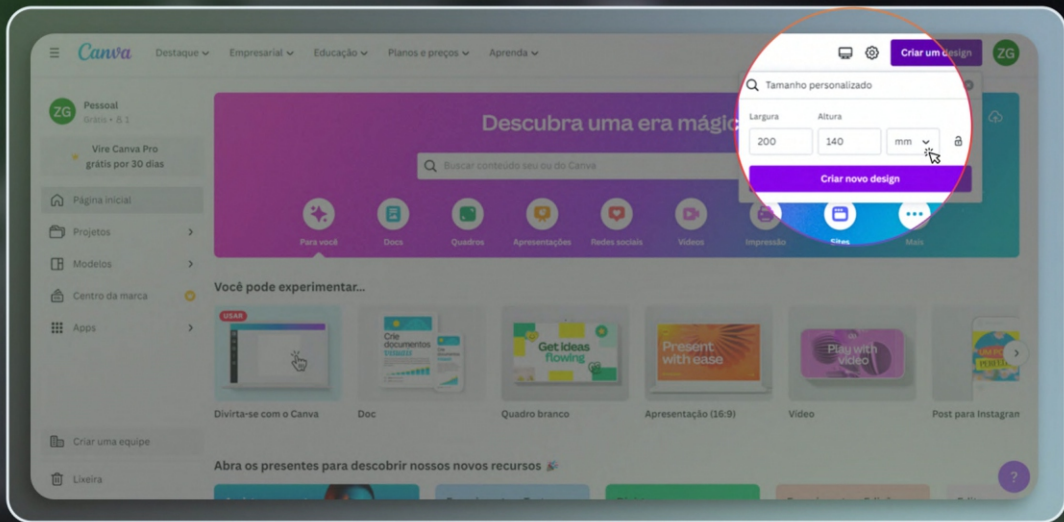 Canva
Destaque
Empresarial
Educação
Planos e preços
Aprenda
Criar um design
ZG
ZG
Pessoal
Grátis • 1
Vire Canva Pro
grátis por 30 dias
Página inicial
Projetos
Modelos
Centro da marca
Apps
Criar uma equipe
Lixeira
Descubra uma era mágic
Buscar conteúdo seu ou do Canva
Tamanho personalizado
Largura
Altura
200
140
mm
Criar novo design
Para você
Docs
Quadros
Apresentações
Redes sociais
Vídeos
Impressão
Sites
Mais
Você pode experimentar...
USAR
Crie
documentos
visuais
Get ideas
flowing
Present
with ease
Play with
video
Divirta-se com o Canva
Doc
Quadro branco
Apresentação (16:9)
Vídeo
Post para Instagram
Abra os presentes para descobrir nossos novos recursos
?